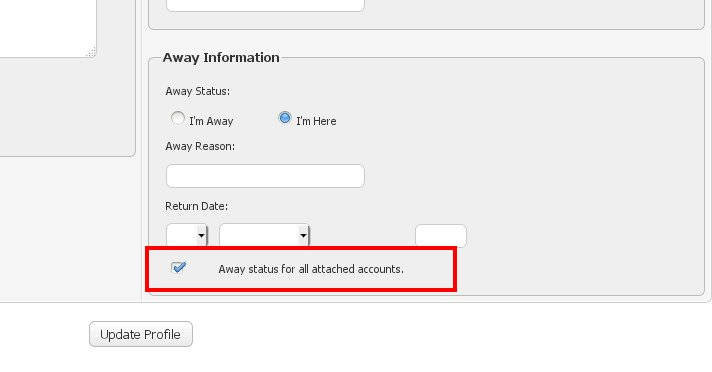 Away Information
Away Status:
I'm Away I'm Here
Away Reason:
Return Date:
Away status for all attached accounts.
Update Profile